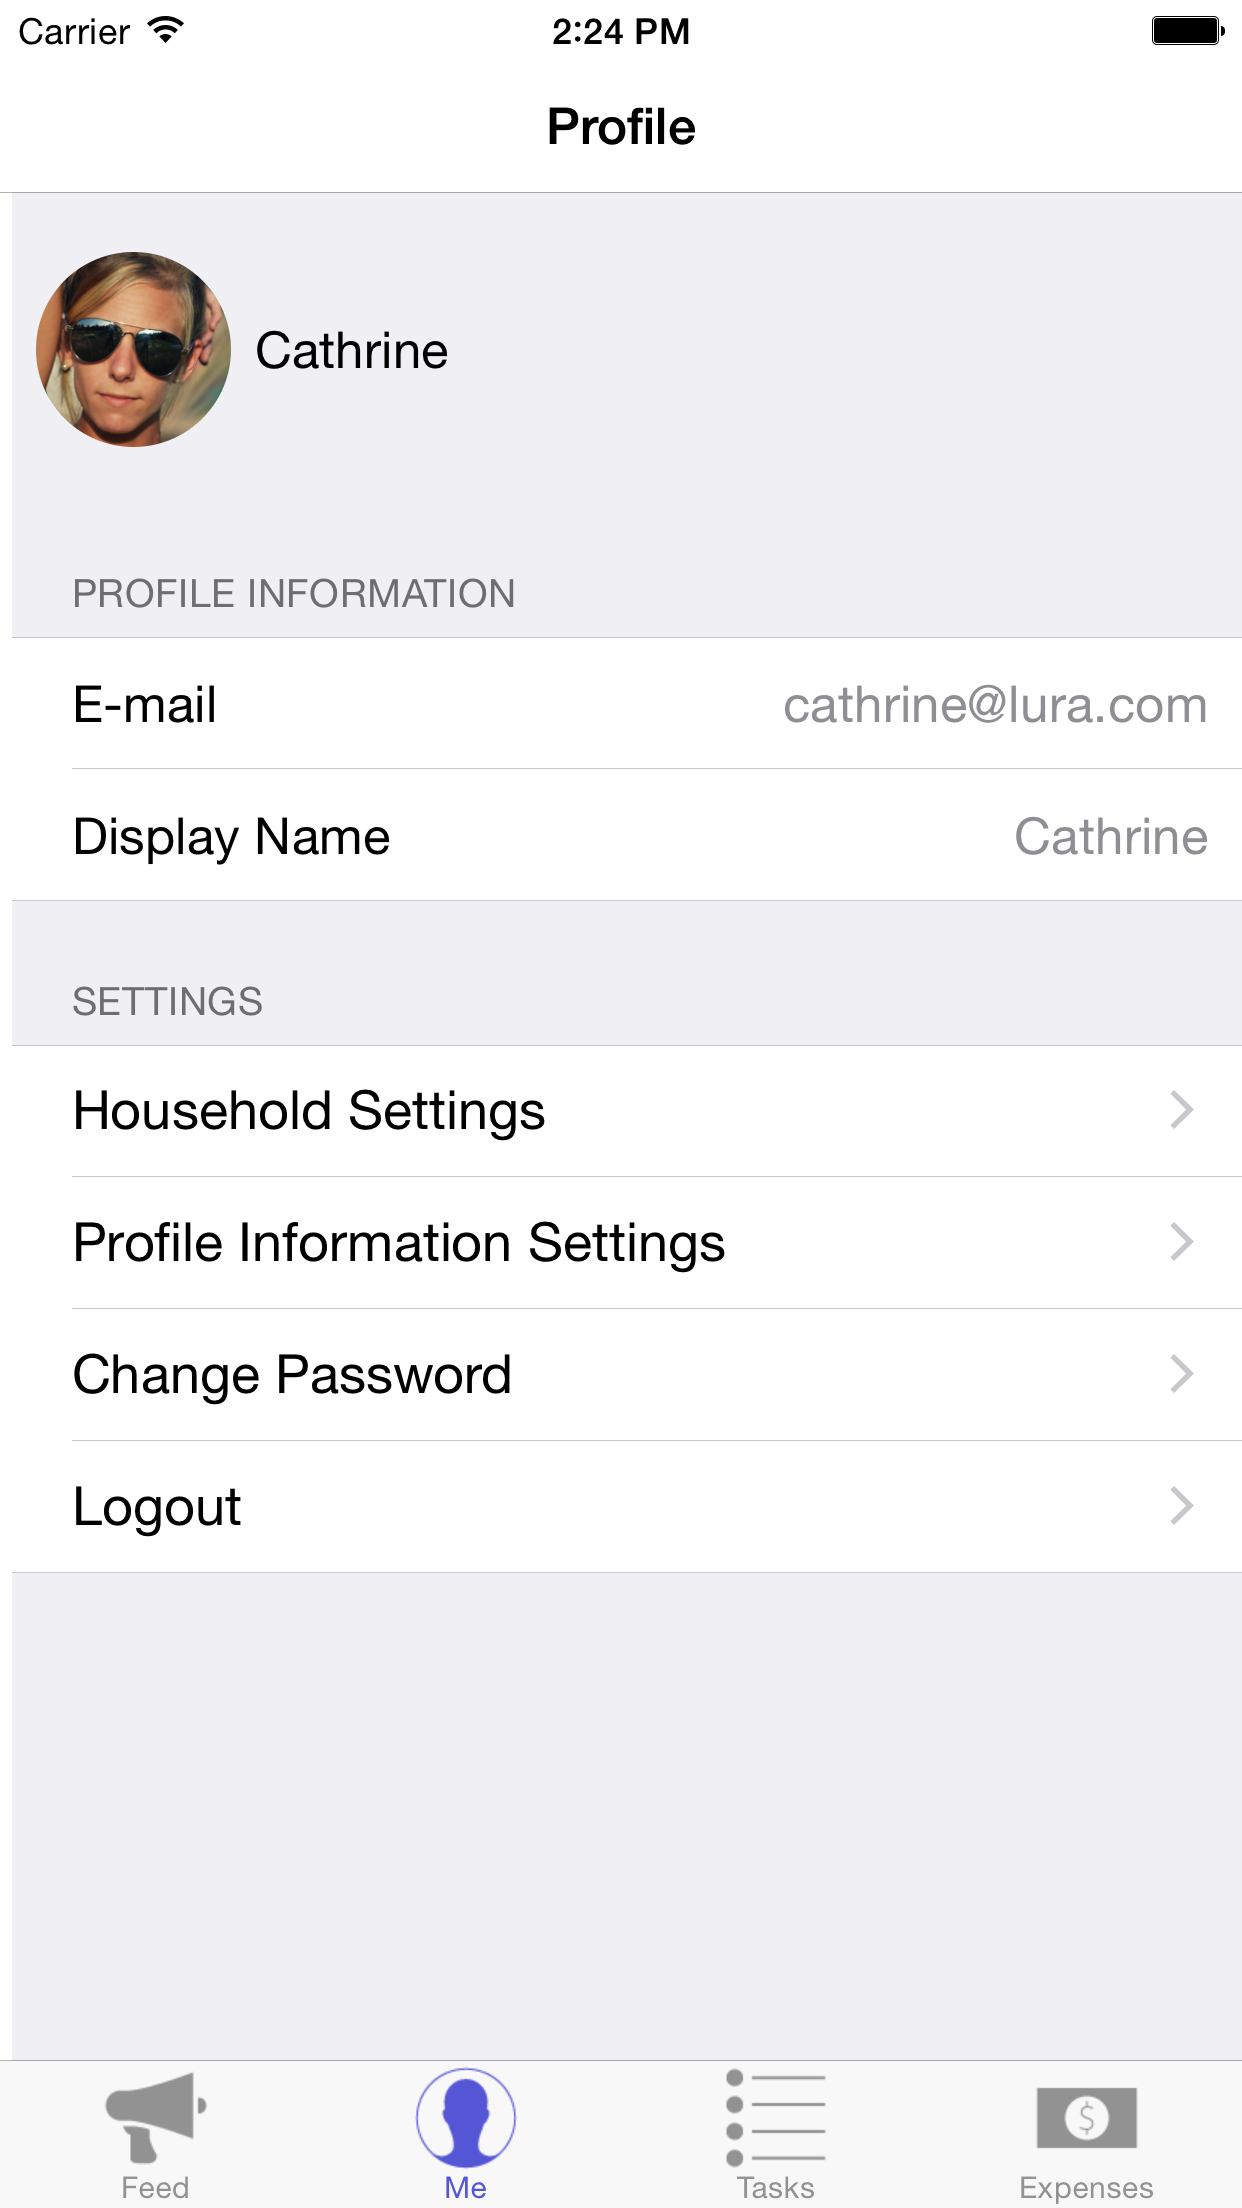 Carrier 2:24 PM
Profile
Cathrine
PROFILE INFORMATION
E-mail cathrine@lura.com
Display Name Cathrine
SETTINGS
Household Settings
Profile Information Settings
Change Password
Logout
$
Feed Me Tasks Expenses